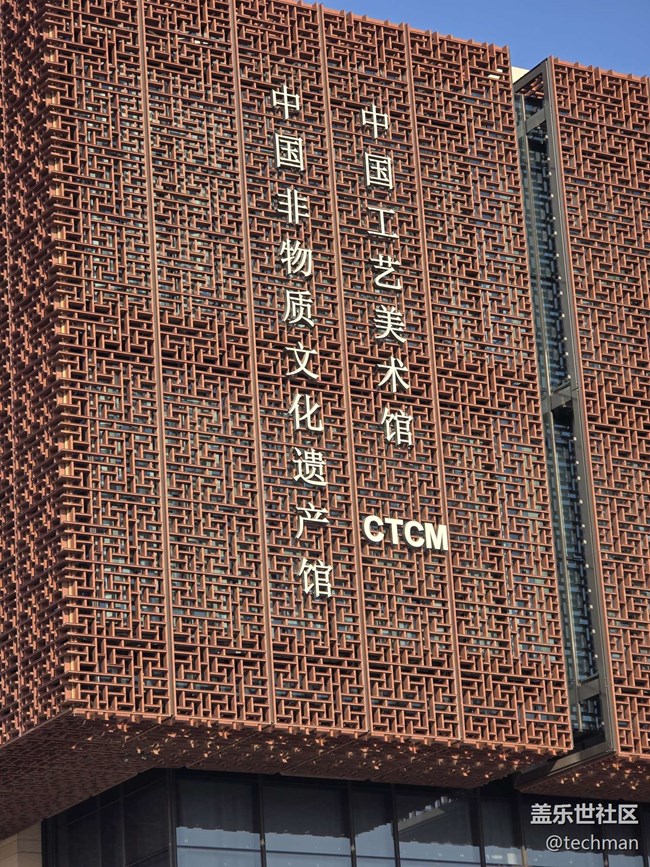 中国工艺美术馆
中国非物质文化遗产馆
CTCM
盖乐世社区
@techman